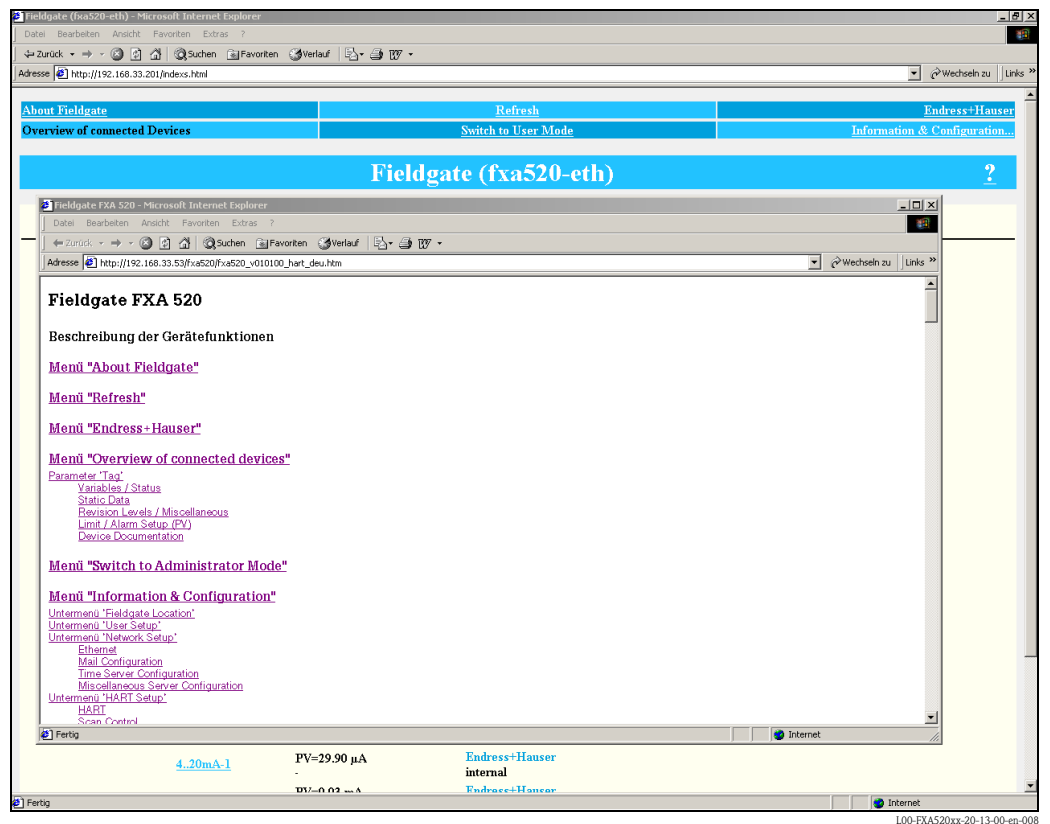 Fieldgate (fxa520-eth) - Microsoft Internet Explorer
Datei Bearbeiten Ansicht Favoriten Extras ?
Zurück Suchen Favoriten Verlauf
Adresse http://192.168.33.201/indexs.html Wechseln zu Links »
About Fieldgate Refresh Endress+Hauser
Overview of connected Devices Switch to User Mode Information & Configuration...
Fieldgate (fxa520-eth) ?
Fieldgate FXA 520 - Microsoft Internet Explorer
Datei Bearbeiten Ansicht Favoriten Extras ?
Zurück Suchen Favoriten Verlauf
Adresse http://192.168.33.53/fxa520/fxa520_v010100_hart_deu.htm Wechseln zu Links »
Fieldgate FXA 520
Beschreibung der Gerätefunktionen
Menü "About Fieldgate"
Menü "Refresh"
Menü "Endress+Hauser"
Menü "Overview of connected devices"
Parameter "Tag"
Variables / Status
Static Data
Revision Levels / Miscellaneous
Limit / Alarm Setup (PV)
Device Documentation
Menü "Switch to Administrator Mode"
Menü "Information & Configuration"
Untermenü "Fieldgate Location"
Untermenü "User Setup"
Untermenü "Network Setup"
Ethernet
Mail Configuration
Time Server Configuration
Miscellaneous Server Configuration
Untermenü "HART Setup"
HART
Scan Control
Fertig Internet
4..20mA-1 PV=29.90 µA Endress+Hauser
- internal
PV=0.03 mA Endress+Hauser
Fertig Internet
L00-FXA520xx-20-13-00-en-008